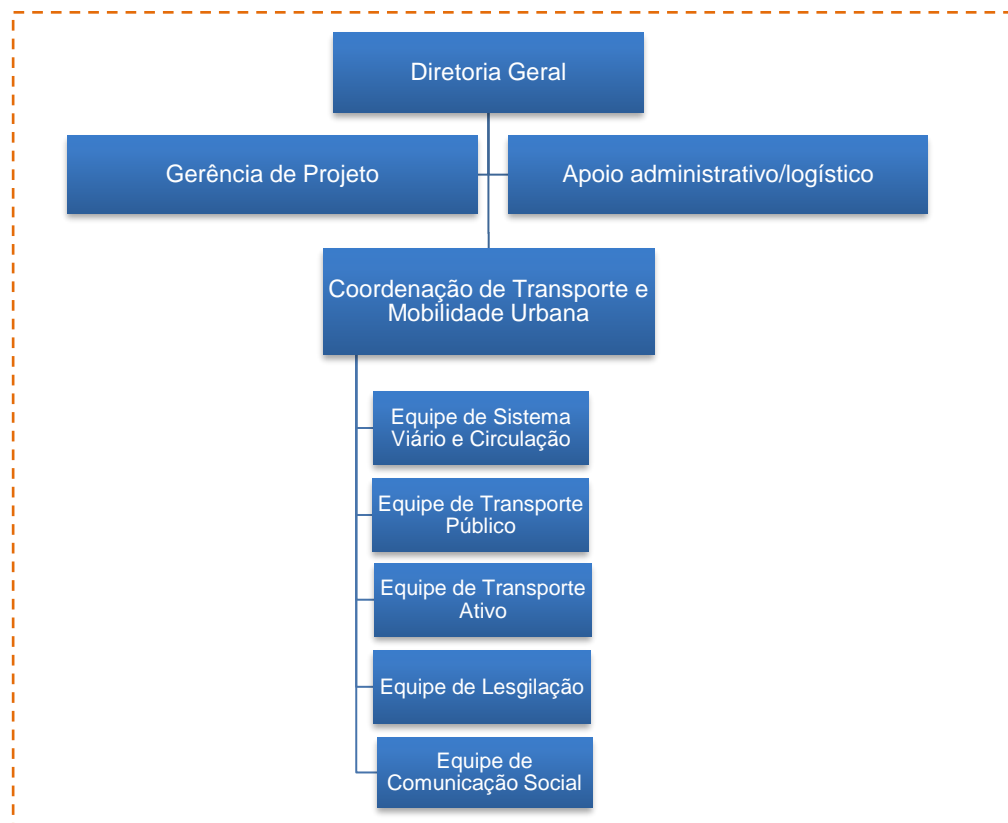 Diretoria Geral
Gerência de Projeto
Apoio administrativo/logístico
Coordenação de Transporte e
Mobilidade Urbana
Equipe de Sistema
Viário e Circulação
Equipe de Transporte
Público
Equipe de Transporte
Ativo
Equipe de Lesgilação
Equipe de
Comunicação Social